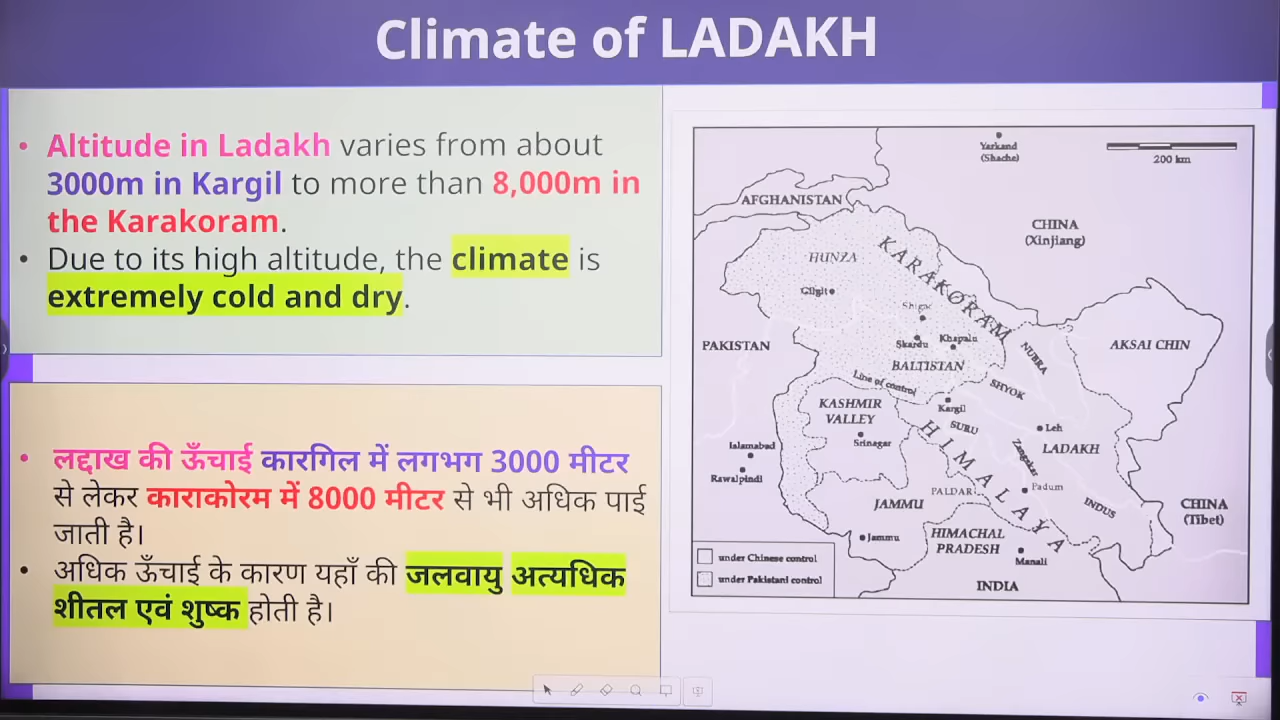 Climate of LADAKH
• Altitude in Ladakh varies from about
3000m in Kargil to more than 8,000m in
the Karakoram.
• Due to its high altitude, the climate is
extremely cold and dry.
• लद्दाख की ऊँचाई कारगिल में लगभग 3000 मीटर
से लेकर काराकोरम में 8000 मीटर से भी अधिक पाई
जाती है।
• अधिक ऊँचाई के कारण यहाँ की जलवायु अत्यधिक
शीतल एवं शुष्क होती है।
Yarkand
(Shache)
200 km
AFGHANISTAN
CHINA
(Xinjiang)
HUNZA
KARAKORAM
Gilgit
Shigar
Skardu
Khapalu
PAKISTAN
NUBRA
AKSAI CHIN
BALTISTAN
Line of control
SHYOK
KASHMIR
VALLEY
Kargil
SURU
Srinagar
Leh
LADAKH
HIMALAYA
Zangskar
Islamabad
Rawalpindi
Padum
PALDAR
JAMMU
INDUS
CHINA
(Tibet)
Jammu
HIMACHAL
PRADESH
Manali
INDIA
under Chinese control
under Pakistani control